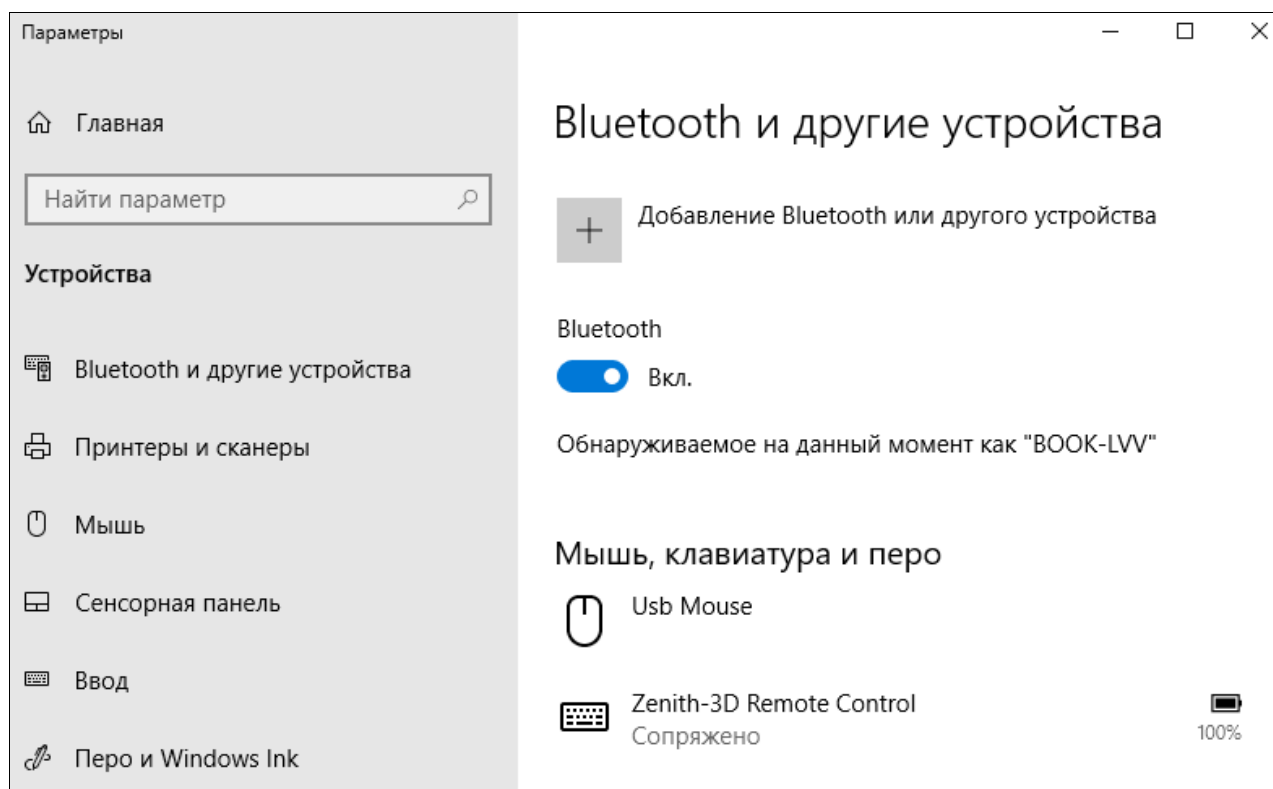 Параметры
Главная
Найти параметр
Устройства
Bluetooth и другие устройства
Принтеры и сканеры
Мышь
Сенсорная панель
Ввод
Перо и Windows Ink
Bluetooth и другие устройства
Добавление Bluetooth или другого устройства
Bluetooth
Вкл.
Обнаруживаемое на данный момент как "BOOK-LVV"
Мышь, клавиатура и перо
Usb Mouse
Zenith-3D Remote Control
Сопряжено
100%